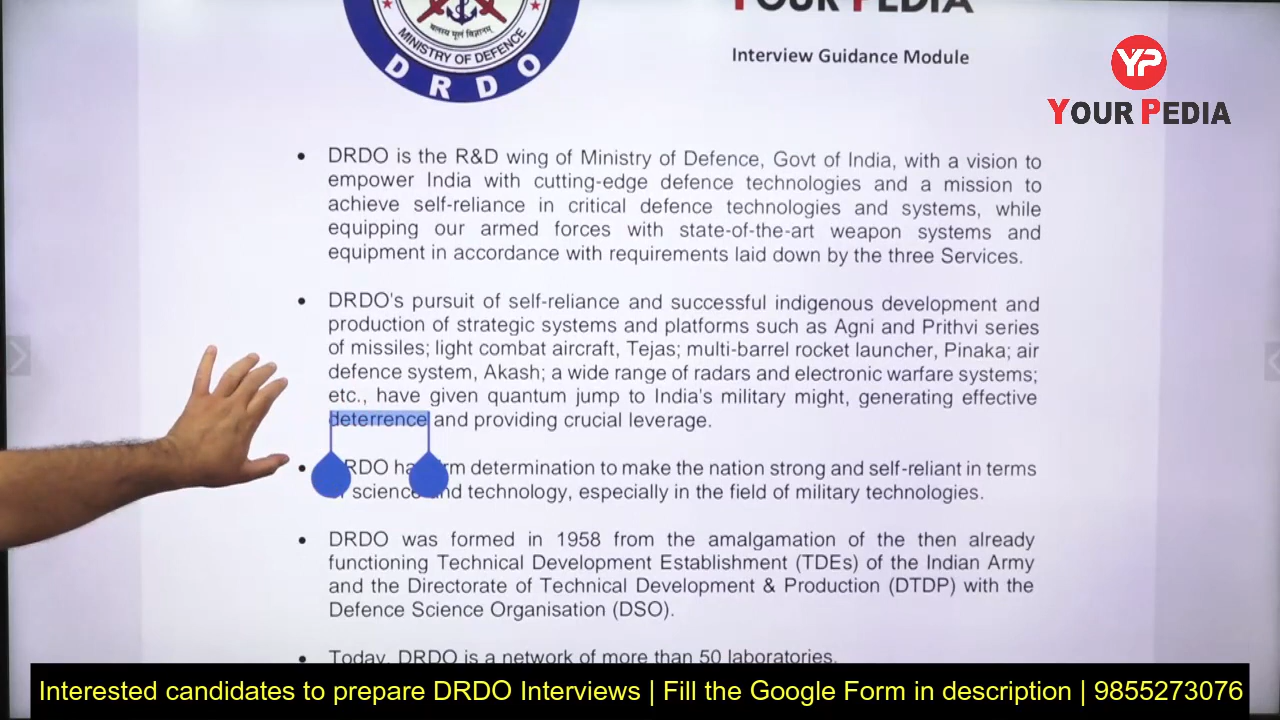 YOUR PEDIA
बलस्य मूलं विज्ञानम्
MINISTRY OF DEFENCE
DRDO
Interview Guidance Module
YP
YOUR PEDIA
• DRDO is the R&D wing of Ministry of Defence, Govt of India, with a vision to
empower India with cutting-edge defence technologies and a mission to
achieve self-reliance in critical defence technologies and systems, while
equipping our armed forces with state-of-the-art weapon systems and
equipment in accordance with requirements laid down by the three Services.
• DRDO's pursuit of self-reliance and successful indigenous development and
production of strategic systems and platforms such as Agni and Prithvi series
of missiles; light combat aircraft, Tejas; multi-barrel rocket launcher, Pinaka; air
defence system, Akash; a wide range of radars and electronic warfare systems;
etc., have given quantum jump to India's military might, generating effective
deterrence and providing crucial leverage.
• DRDO determination to make the nation strong and self-reliant in terms
science and technology, especially in the field of military technologies.
• DRDO was formed in 1958 from the amalgamation of the then already
functioning Technical Development Establishment (TDEs) of the Indian Army
and the Directorate of Technical Development & Production (DTDP) with the
Defence Science Organisation (DSO).
• Today, DRDO is a network of more than 50 laboratories.
Interested candidates to prepare DRDO Interviews | Fill the Google Form in description | 9855273076